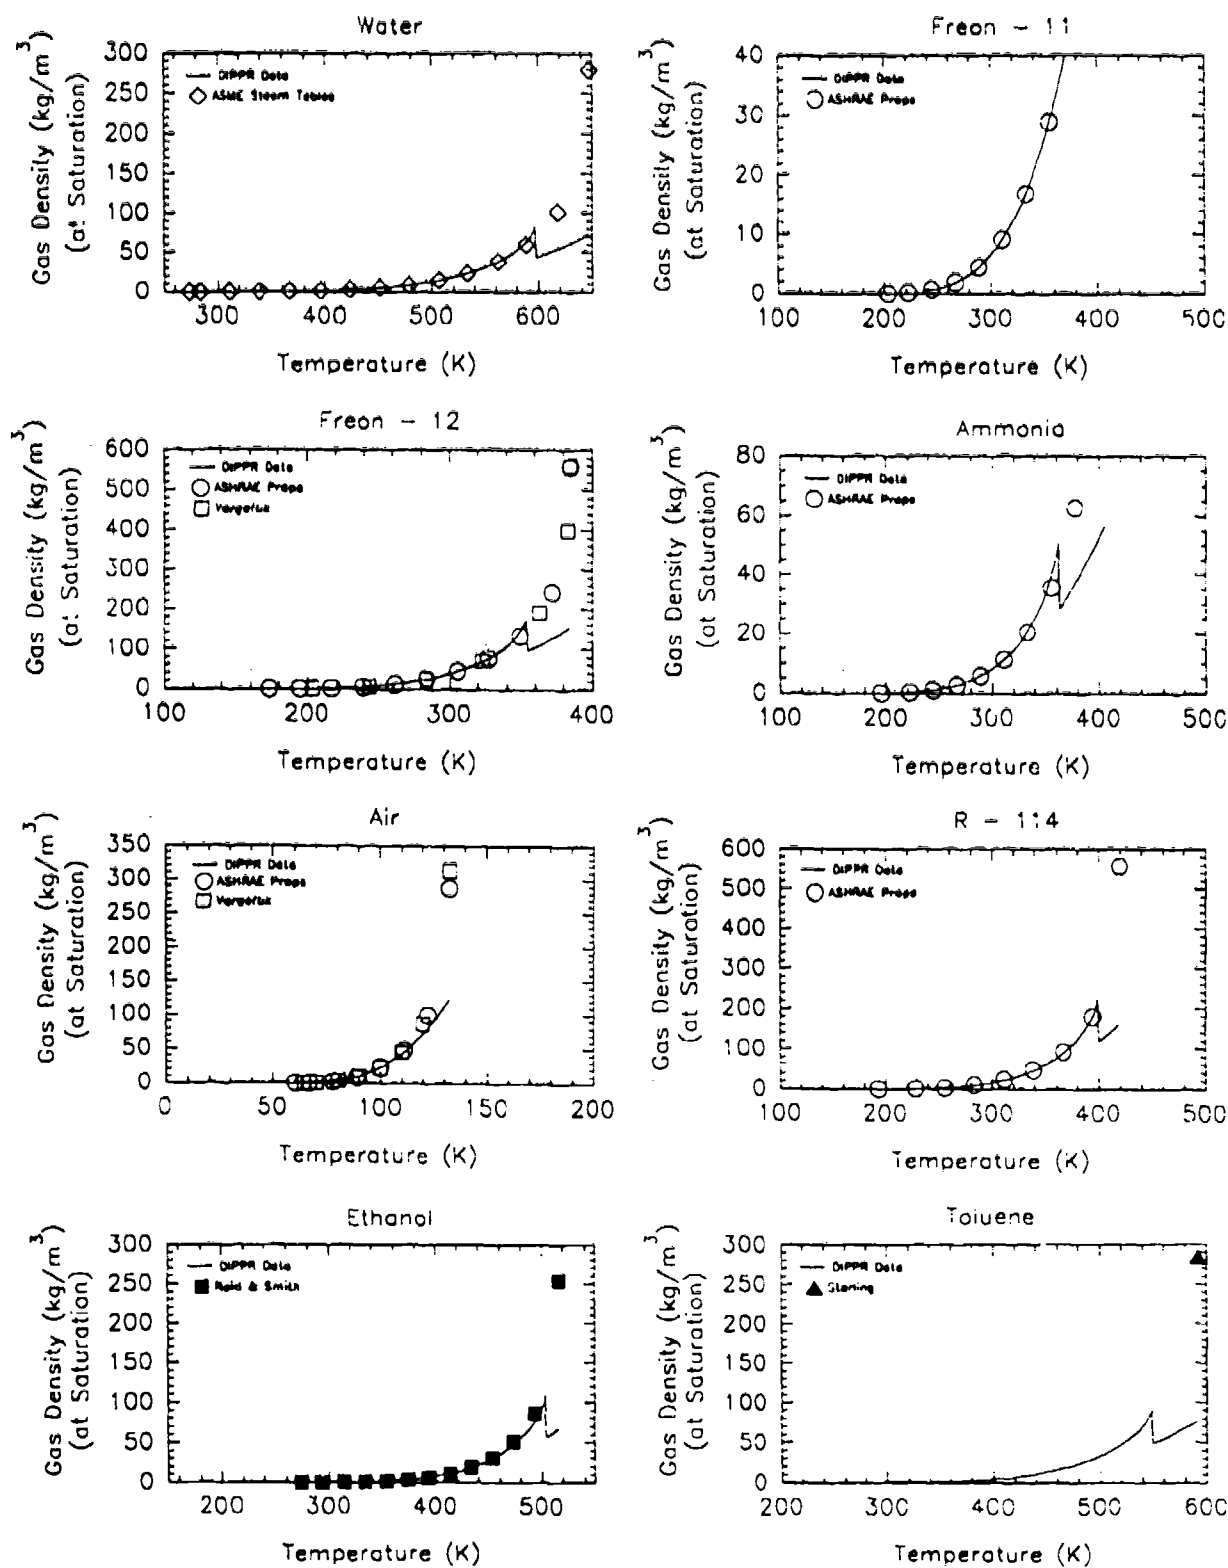 Water
Gas Density (kg/m³)
(at Saturation)
300
250
200
150
100
50
0
DIPPR Data
ASME Steam Tables
300 400 500 600
Temperature (K)
Freon - 11
Gas Density (kg/m³)
(at Saturation)
40
30
20
10
0
DIPPR Data
ASHRAE Props
100 200 300 400 500
Temperature (K)
Freon - 12
Gas Density (kg/m³)
(at Saturation)
600
500
400
300
200
100
0
DIPPR Data
ASHRAE Props
Vargaftik
100 200 300 400
Temperature (K)
Ammonia
Gas Density (kg/m³)
(at Saturation)
80
60
40
20
0
DIPPR Data
ASHRAE Props
100 200 300 400 500
Temperature (K)
Air
Gas Density (kg/m³)
(at Saturation)
350
300
250
200
150
100
50
0
DIPPR Data
ASHRAE Props
Vargaftik
0 50 100 150 200
Temperature (K)
R - 114
Gas Density (kg/m³)
(at Saturation)
600
500
400
300
200
100
0
DIPPR Data
ASHRAE Props
100 200 300 400 500
Temperature (K)
Ethanol
Gas Density (kg/m³)
(at Saturation)
300
250
200
150
100
50
0
DIPPR Data
Reid & Smith
200 300 400 500
Temperature (K)
Toluene
Gas Density (kg/m³)
(at Saturation)
300
250
200
150
100
50
0
DIPPR Data
200 300 400 500 600
Temperature (K)